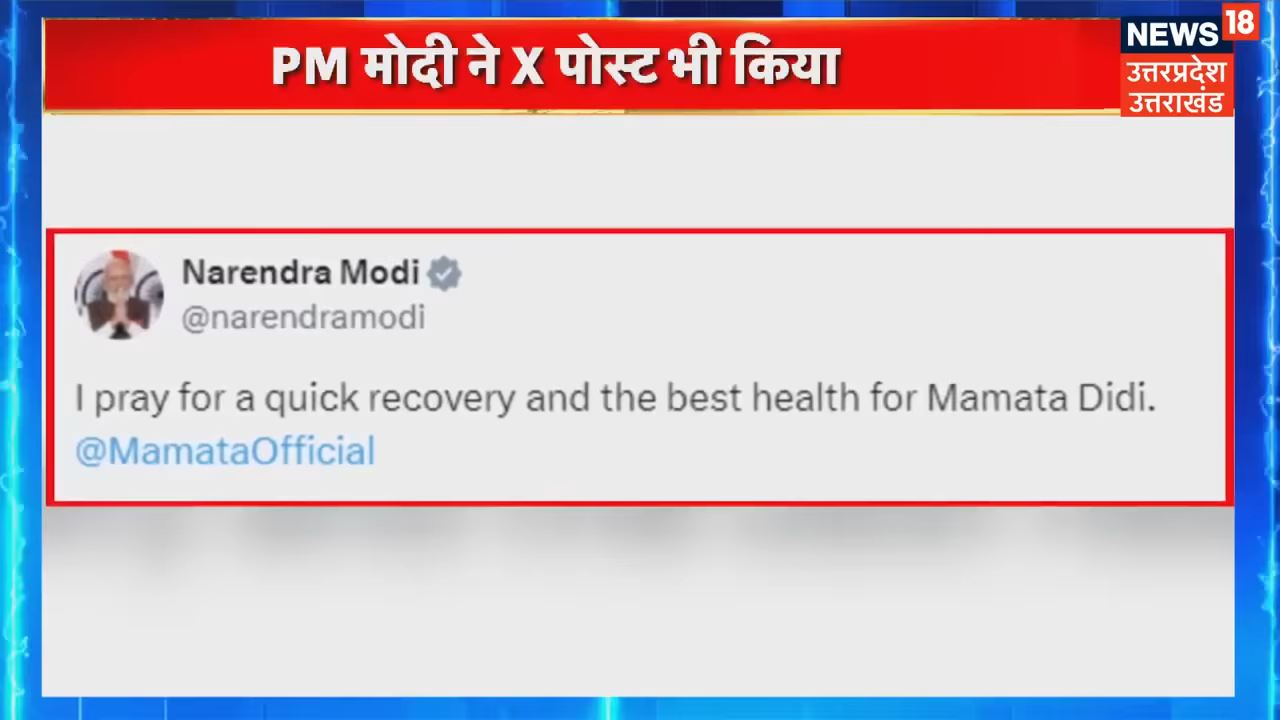 PM मोदी ने X पोस्ट भी किया
NEWS 18
उत्तरप्रदेश
उत्तराखंड
Narendra Modi
@narendramodi
I pray for a quick recovery and the best health for Mamata Didi.
@MamataOfficial